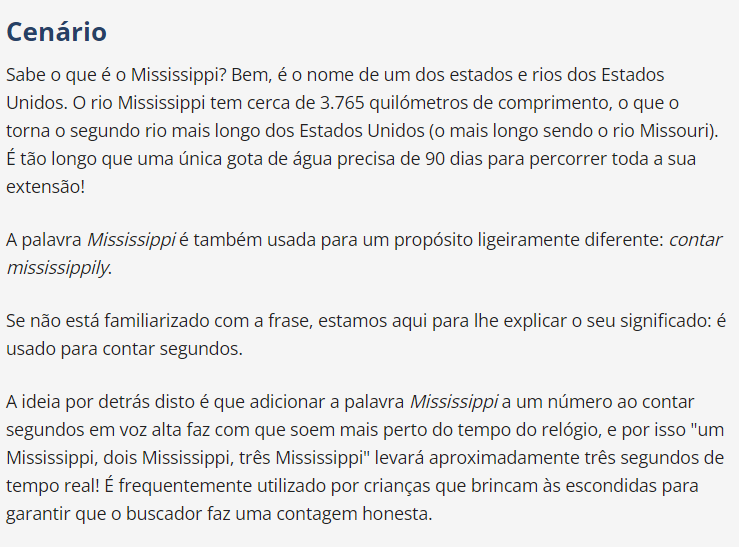 Cenário
Sabe o que é o Mississippi? Bem, é o nome de um dos estados e rios dos Estados
Unidos. O rio Mississippi tem cerca de 3.765 quilómetros de comprimento, o que o
torna o segundo rio mais longo dos Estados Unidos (o mais longo sendo o rio Missouri).
É tão longo que uma única gota de água precisa de 90 dias para percorrer toda a sua
extensão!
A palavra Mississippi é também usada para um propósito ligeiramente diferente: contar
mississippily.
Se não está familiarizado com a frase, estamos aqui para lhe explicar o seu significado: é
usado para contar segundos.
A ideia por detrás disto é que adicionar a palavra Mississippi a um número ao contar
segundos em voz alta faz com que soem mais perto do tempo do relógio, e por isso "um
Mississippi, dois Mississippi, três Mississippi" levará aproximadamente três segundos de
tempo real! É frequentemente utilizado por crianças que brincam às escondidas para
garantir que o buscador faz uma contagem honesta.